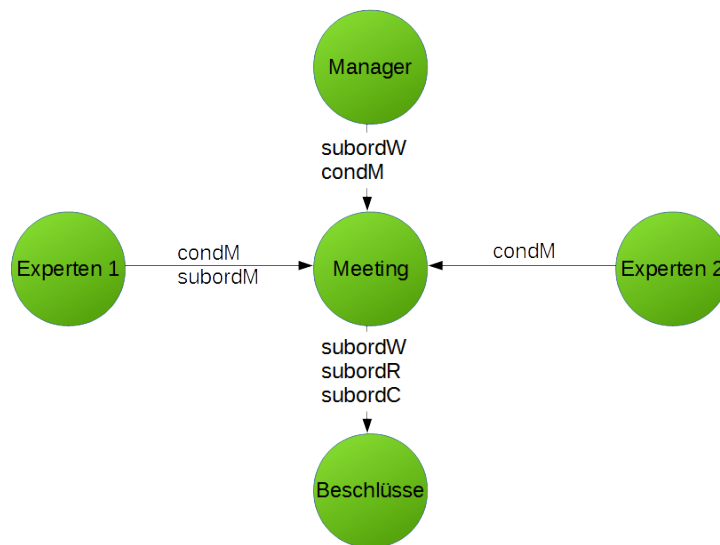 Manager
subordW
condM
Experten 1
condM
subordM
Meeting
condM
Experten 2
subordW
subordR
subordC
Beschlüsse